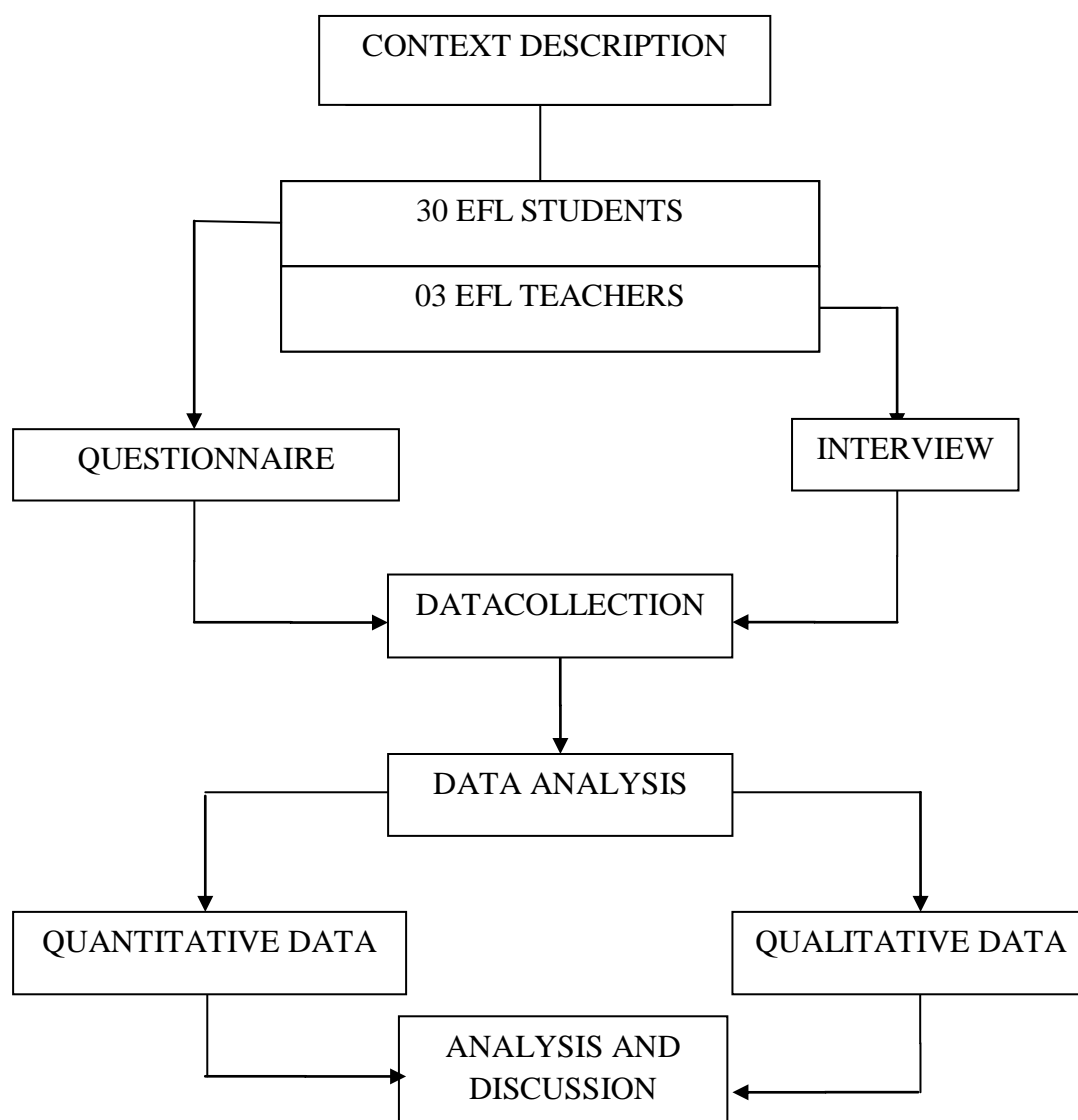 CONTEXT DESCRIPTION
30 EFL STUDENTS
03 EFL TEACHERS
QUESTIONNAIRE
INTERVIEW
DATACOLLECTION
DATA ANALYSIS
QUANTITATIVE DATA
QUALITATIVE DATA
ANALYSIS AND
DISCUSSION